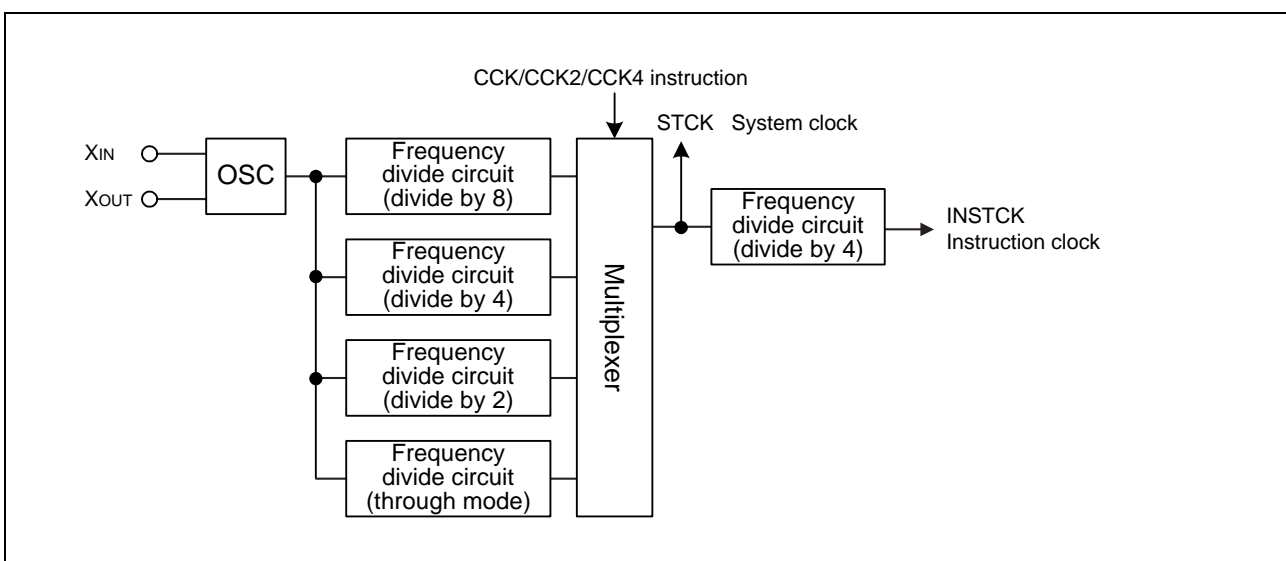 CCK/CCK2/CCK4 instruction
STCK System clock
XIN
XOUT
OSC
Frequency
divide circuit
(divide by 8)
Frequency
divide circuit
(divide by 4)
Frequency
divide circuit
(divide by 2)
Frequency
divide circuit
(through mode)
Multiplexer
Frequency
divide circuit
(divide by 4)
INSTCK
Instruction clock